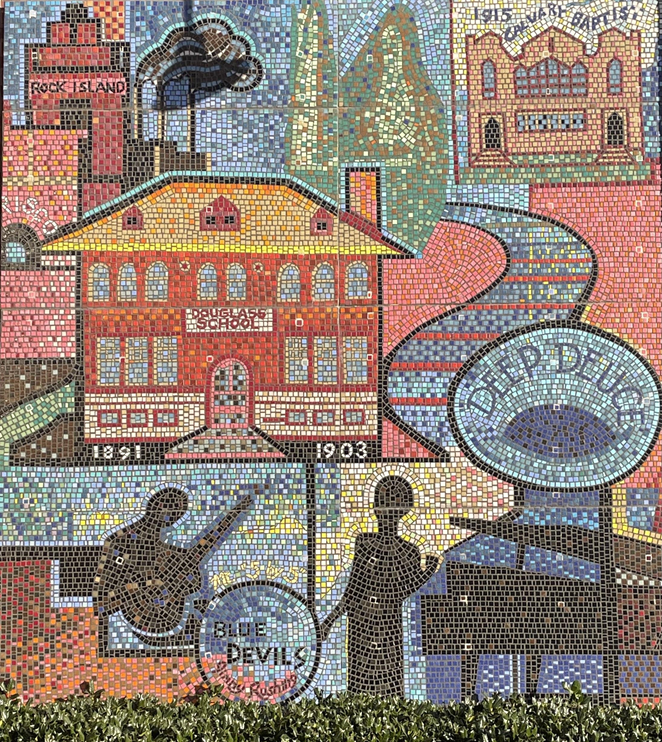 1915
CALVARY BAPTIST
ROCK ISLAND
DOUGLASS
SCHOOL
1891
1903
DEEP DEUCE
BLUE
DEVILS